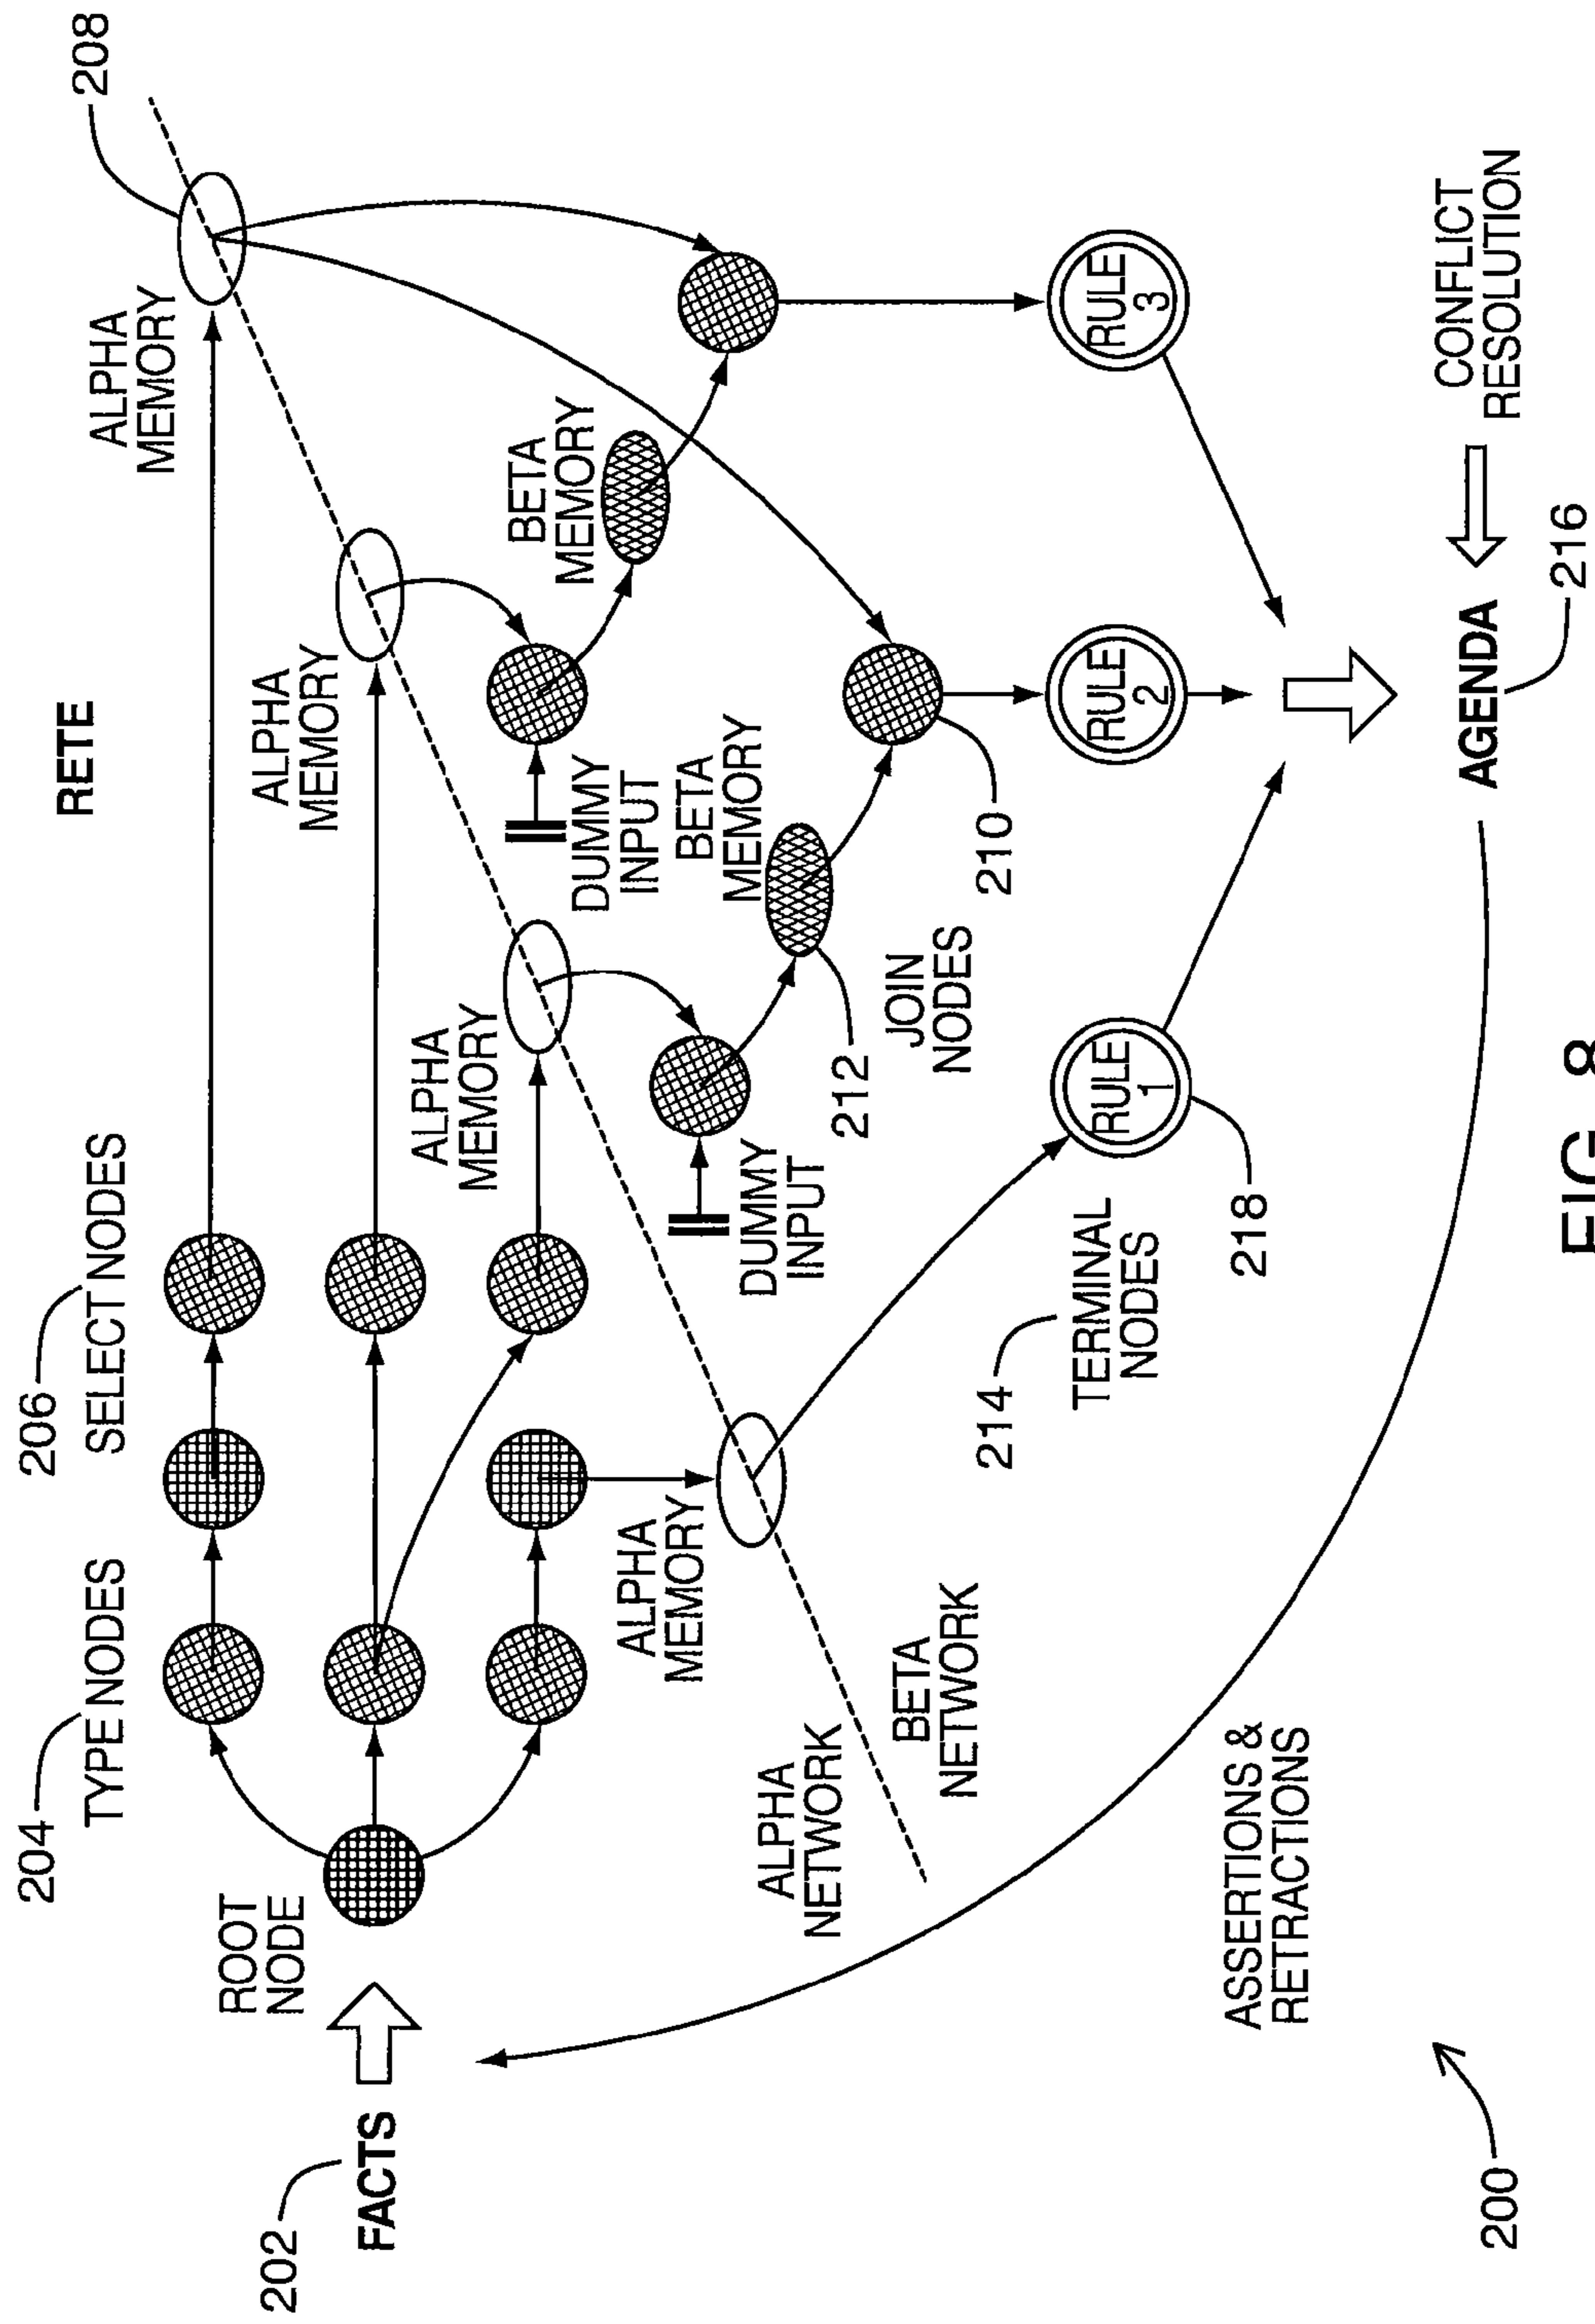 RETE
206
SELECT NODES
204
TYPE NODES
208
ALPHA
MEMORY
ROOT
NODE
202
FACTS
ALPHA
MEMORY
ALPHA
MEMORY
DUMMY
INPUT
BETA
MEMORY
ALPHA
MEMORY
DUMMY
INPUT
BETA
MEMORY
212
JOIN
NODES
210
ALPHA
NETWORK
BETA
NETWORK
214
TERMINAL
NODES
RULE
1
RULE
2
RULE
3
218
ASSERTIONS &
RETRACTIONS
AGENDA
216
CONFLICT
RESOLUTION
200
FIG. 8